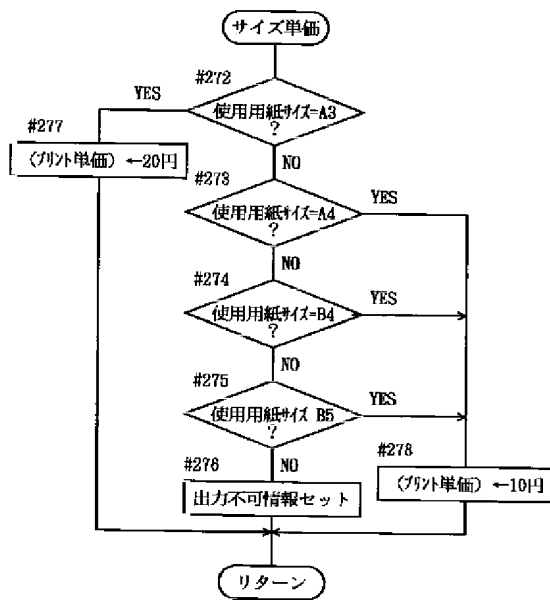 サイズ単価
#272
YES
使用用紙サイズ=A3
?
#277
(プリント単価)←20円
NO
#273
YES
使用用紙サイズ=A4
?
NO
#274
YES
使用用紙サイズ=B4
?
NO
#275
YES
使用用紙サイズ B5
?
#276
NO
#278
出力不可情報セット
(プリント単価)←10円
リターン